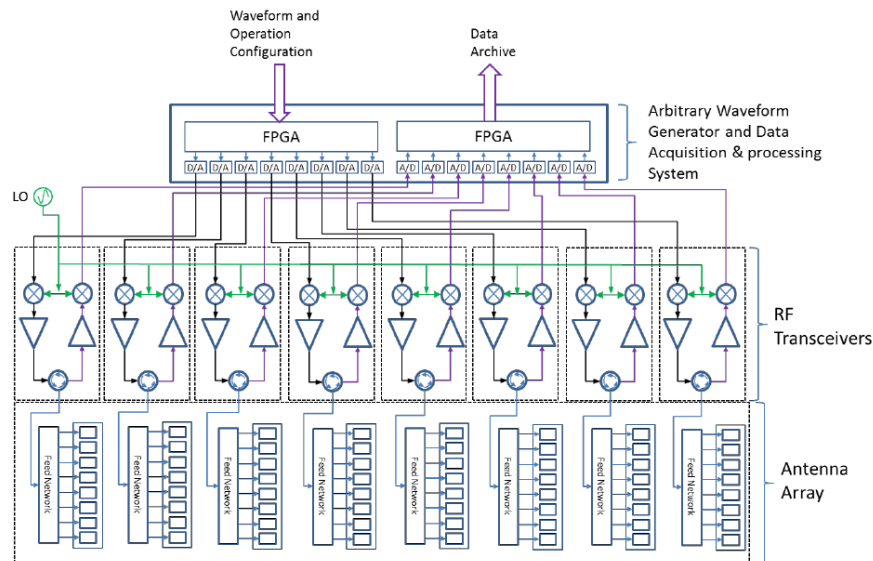 Waveform and
Operation
Configuration
Data
Archive
FPGA
FPGA
D/A D/A D/A D/A D/A D/A D/A D/A
A/D A/D A/D A/D A/D A/D A/D A/D
Arbitrary Waveform
Generator and Data
Acquisition & processing
System
LO
RF
Transceivers
Feed Network
Feed Network
Feed Network
Feed Network
Feed Network
Feed Network
Feed Network
Feed Network
Antenna
Array